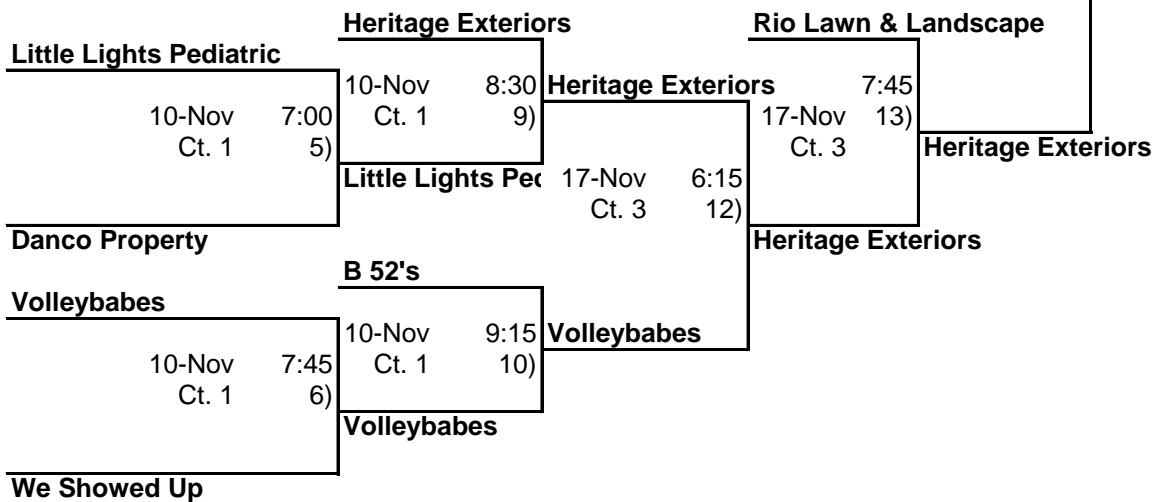 Heritage Exteriors Rio Lawn & Landscape
Little Lights Pediatric
10-Nov 8:30 Heritage Exteriors 7:45
10-Nov 7:00 Ct. 1 9) 17-Nov 13)
Ct. 1 5) Ct. 3 Heritage Exteriors
Little Lights Pe 17-Nov 6:15
Ct. 3 12)
Danco Property Heritage Exteriors
B 52's
Volleybabes
10-Nov 9:15 Volleybabes
10-Nov 7:45 Ct. 1 10)
Ct. 1 6)
Volleybabes
We Showed Up